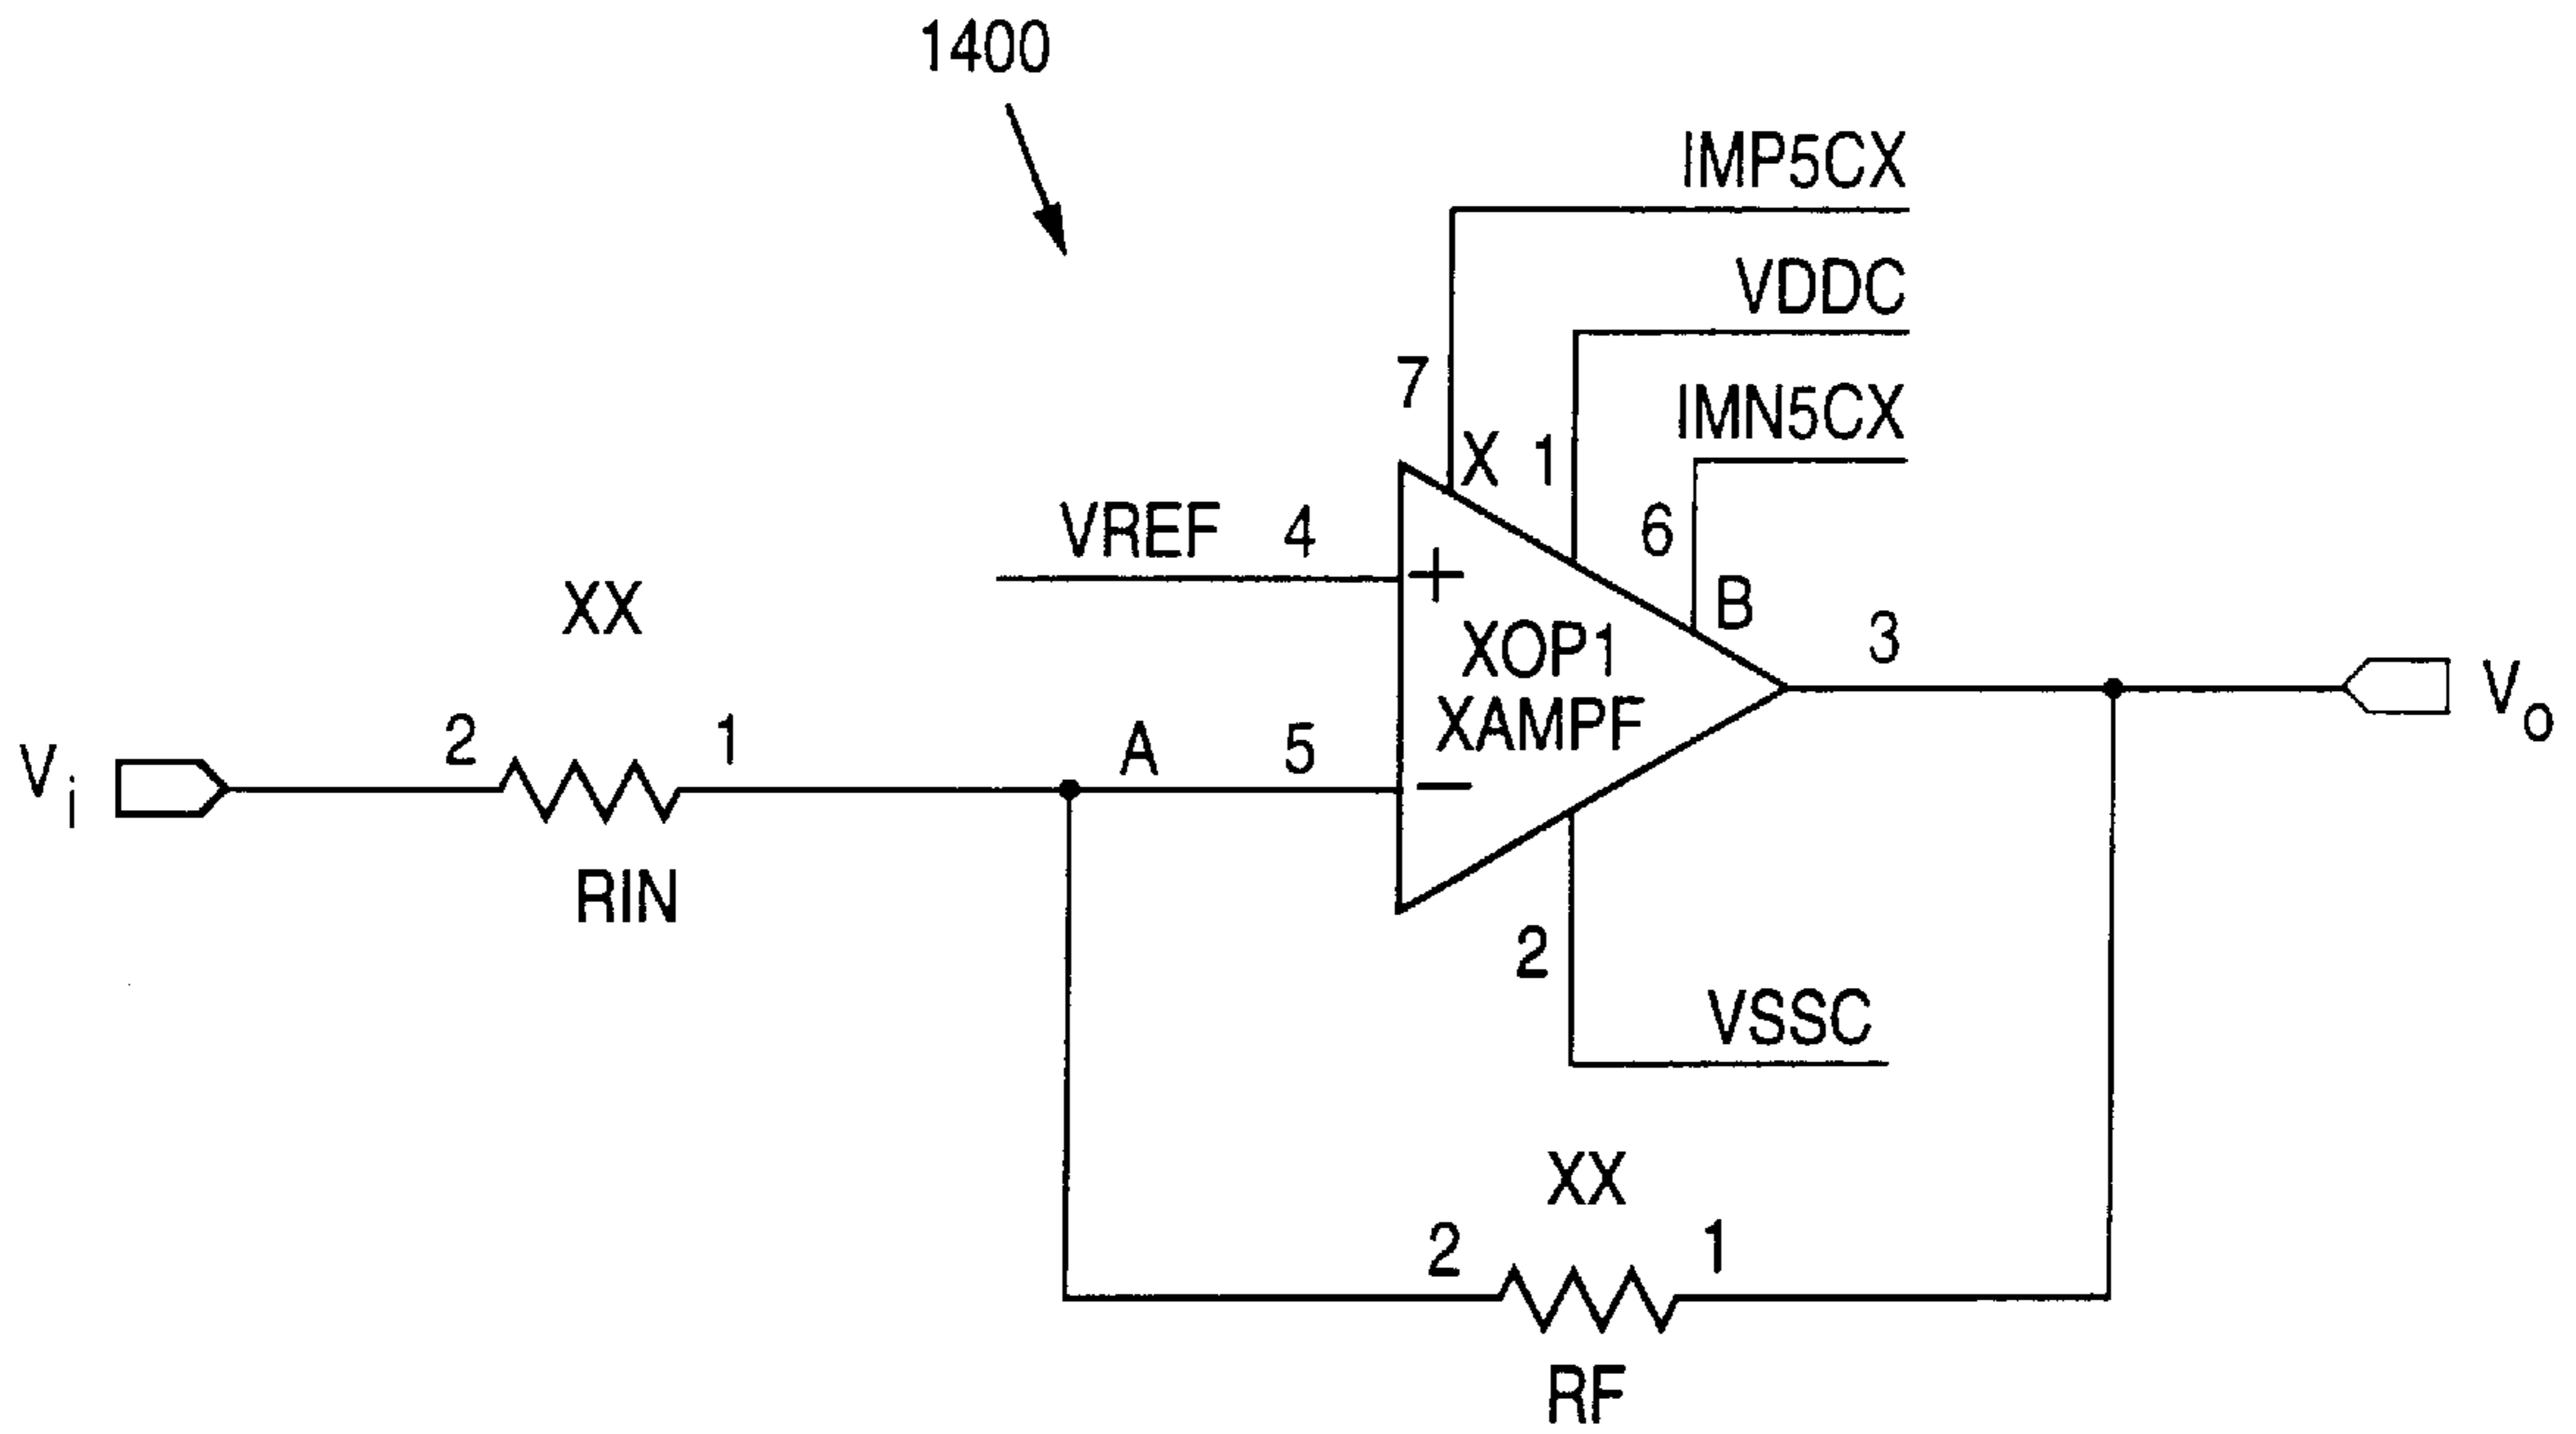 1400
IMP5CX
VDDC
7
IMN5CX
X
1
VREF
4
6
+
B
XX
XOP1
3
XAMPF
Vi
2
1
A
5
−
Vo
RIN
2
VSSC
XX
2
1
RF